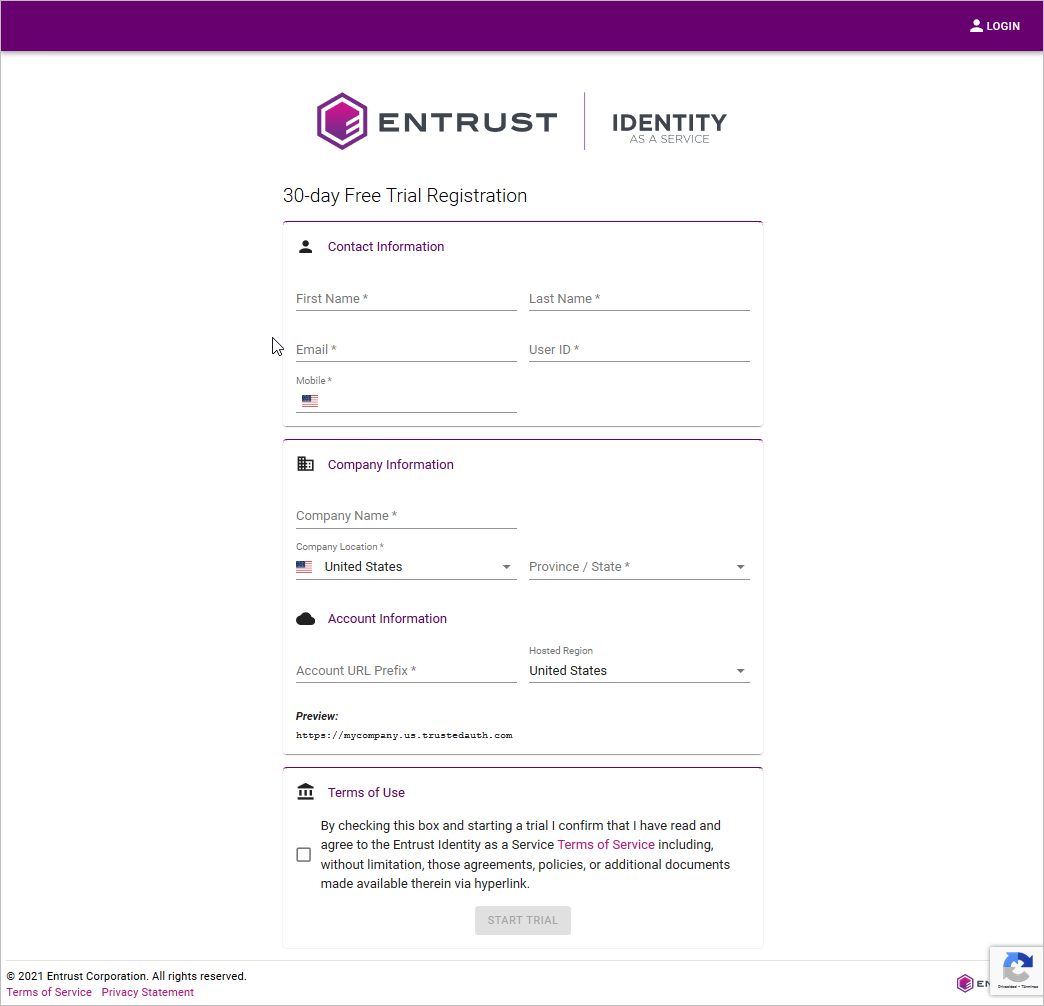 LOGIN
ENTRUST
IDENTITY
AS A SERVICE
30-day Free Trial Registration
Contact Information
First Name *
Last Name *
Email *
User ID *
Mobile *
Company Information
Company Name *
Company Location *
United States
Province / State *
Account Information
Account URL Prefix *
Hosted Region
United States
Preview:
https://mycompany.us.trustedauth.com
Terms of Use
By checking this box and starting a trial I confirm that I have read and
agree to the Entrust Identity as a Service Terms of Service including,
without limitation, those agreements, policies, or additional documents
made available therein via hyperlink.
START TRIAL
© 2021 Entrust Corporation. All rights reserved.
Terms of Service Privacy Statement
EN
Privacidad • Términos